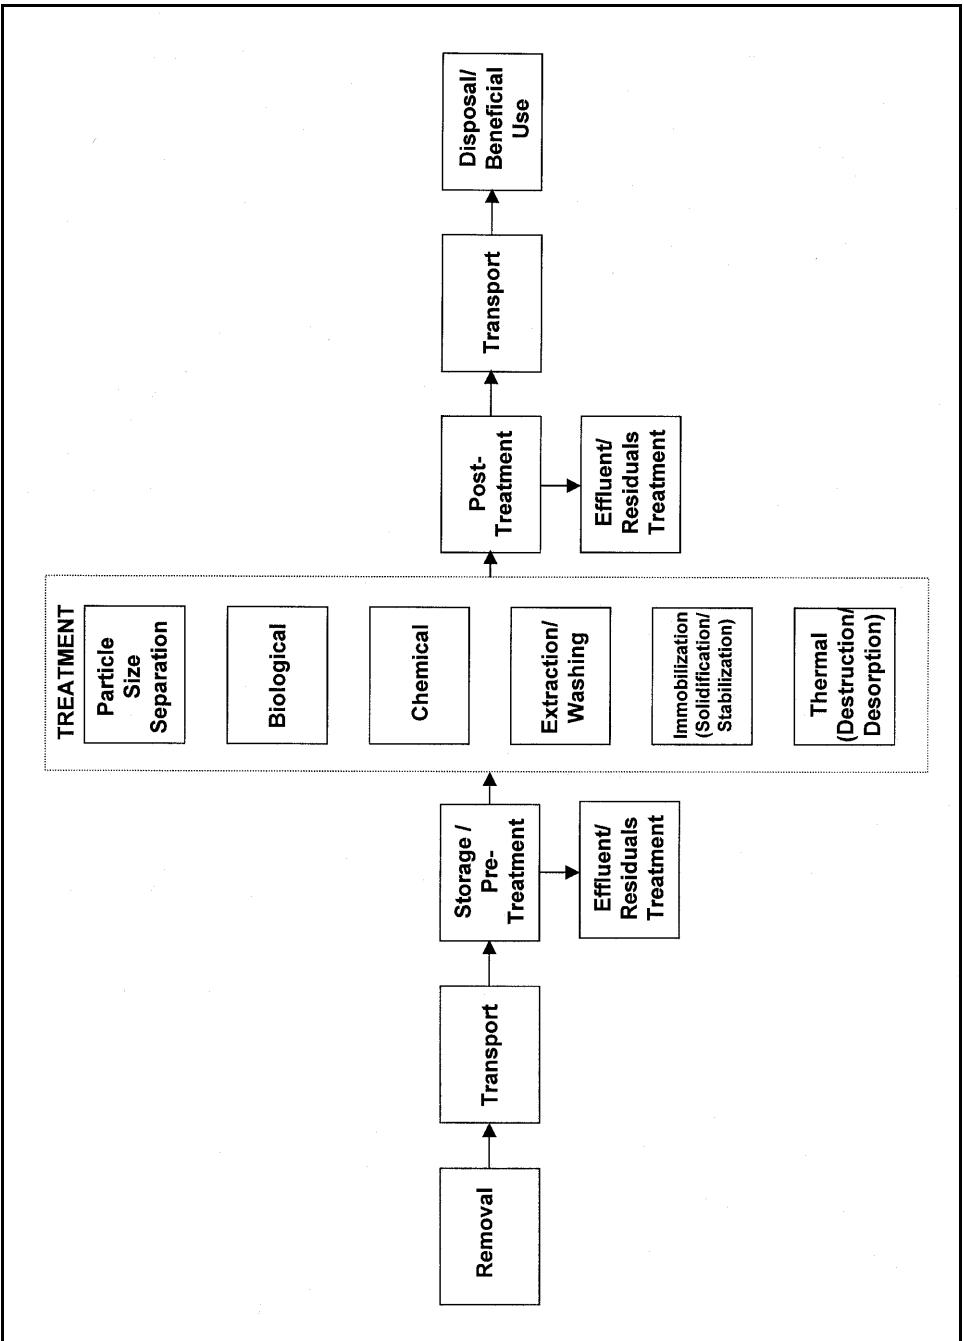 Removal
Transport
Storage /
Pre-
Treatment
Effluent/
Residuals
Treatment
TREATMENT
Particle
Size
Separation
Biological
Chemical
Extraction/
Washing
Immobilization
(Solidification/
Stabilization)
Thermal
(Destruction/
Desorption)
Post-
Treatment
Effluent/
Residuals
Treatment
Transport
Disposal/
Beneficial
Use